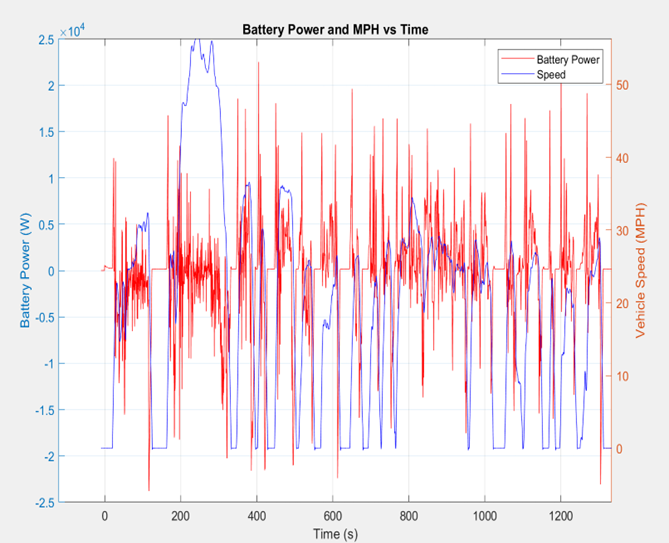 Battery Power and MPH vs Time
×10⁴
2.5
2
1.5
1
0.5
0
-0.5
-1
-1.5
-2
-2.5
Battery Power (W)
Battery Power
Speed
50
40
30
20
10
0
Vehicle Speed (MPH)
0 200 400 600 800 1000 1200
Time (s)